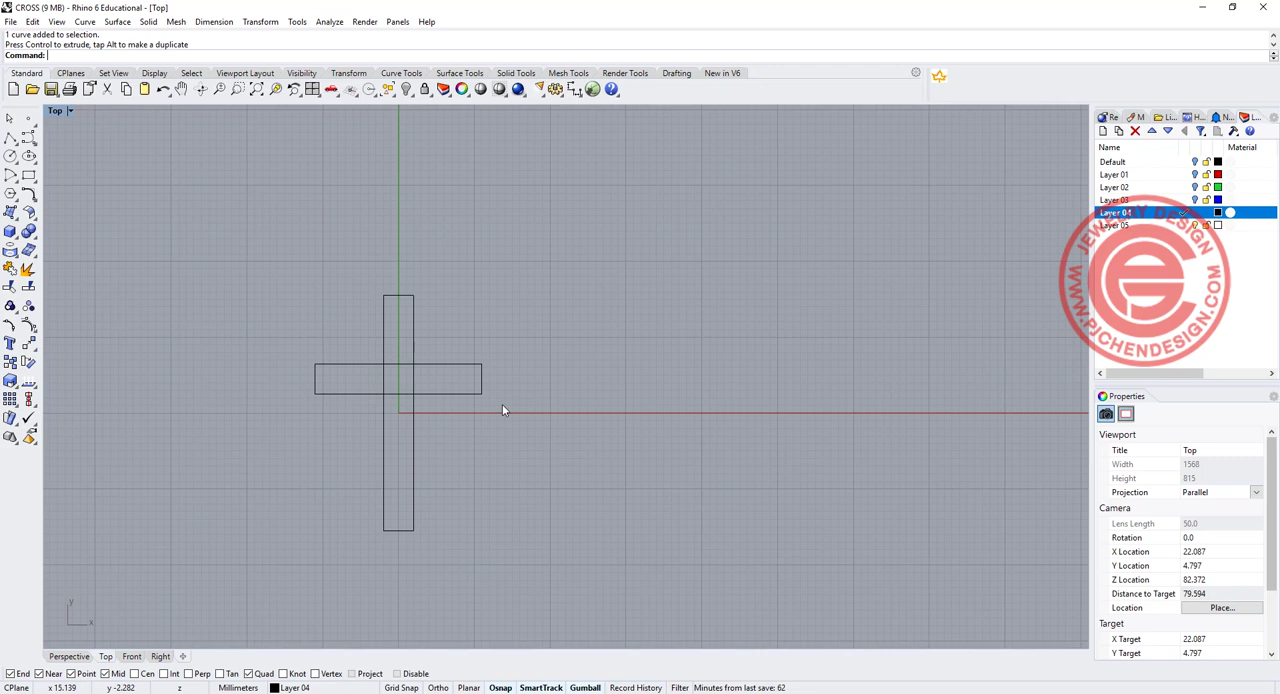 CROSS (9 MB) - Rhino 6 Educational - [Top]
File Edit View Curve Surface Solid Mesh Dimension Transform Tools Analyze Render Panels Help
1 curve added to selection.
Press Control to extrude, tap Alt to make a duplicate
Command:
Standard CPlanes Set View Display Select Viewport Layout Visibility Transform Curve Tools Surface Tools Solid Tools Mesh Tools Render Tools Drafting New in V6
Top
Re M Li... H... N... L...
Name Material
Default
Layer 01
Layer 02
Layer 03
Layer 04
Layer 05
JEWELRY DESIGN
WWW.PJCHENDESIGN.COM
Properties
Viewport
Title Top
Width 1568
Height 815
Projection Parallel
Camera
Lens Length 50.0
Rotation 0.0
X Location 22.087
Y Location 4.797
Z Location 82.372
Distance to Target 79.594
Location Place...
Target
X Target 22.087
Y Target 4.797
y
x
Perspective Top Front Right
End Near Point Mid Cen Int Perp Tan Quad Knot Vertex Project Disable
CPlane x 15.139 y -2.282 z Millimeters Layer 04 Grid Snap Ortho Planar Osnap SmartTrack Gumball Record History Filter Minutes from last save: 62